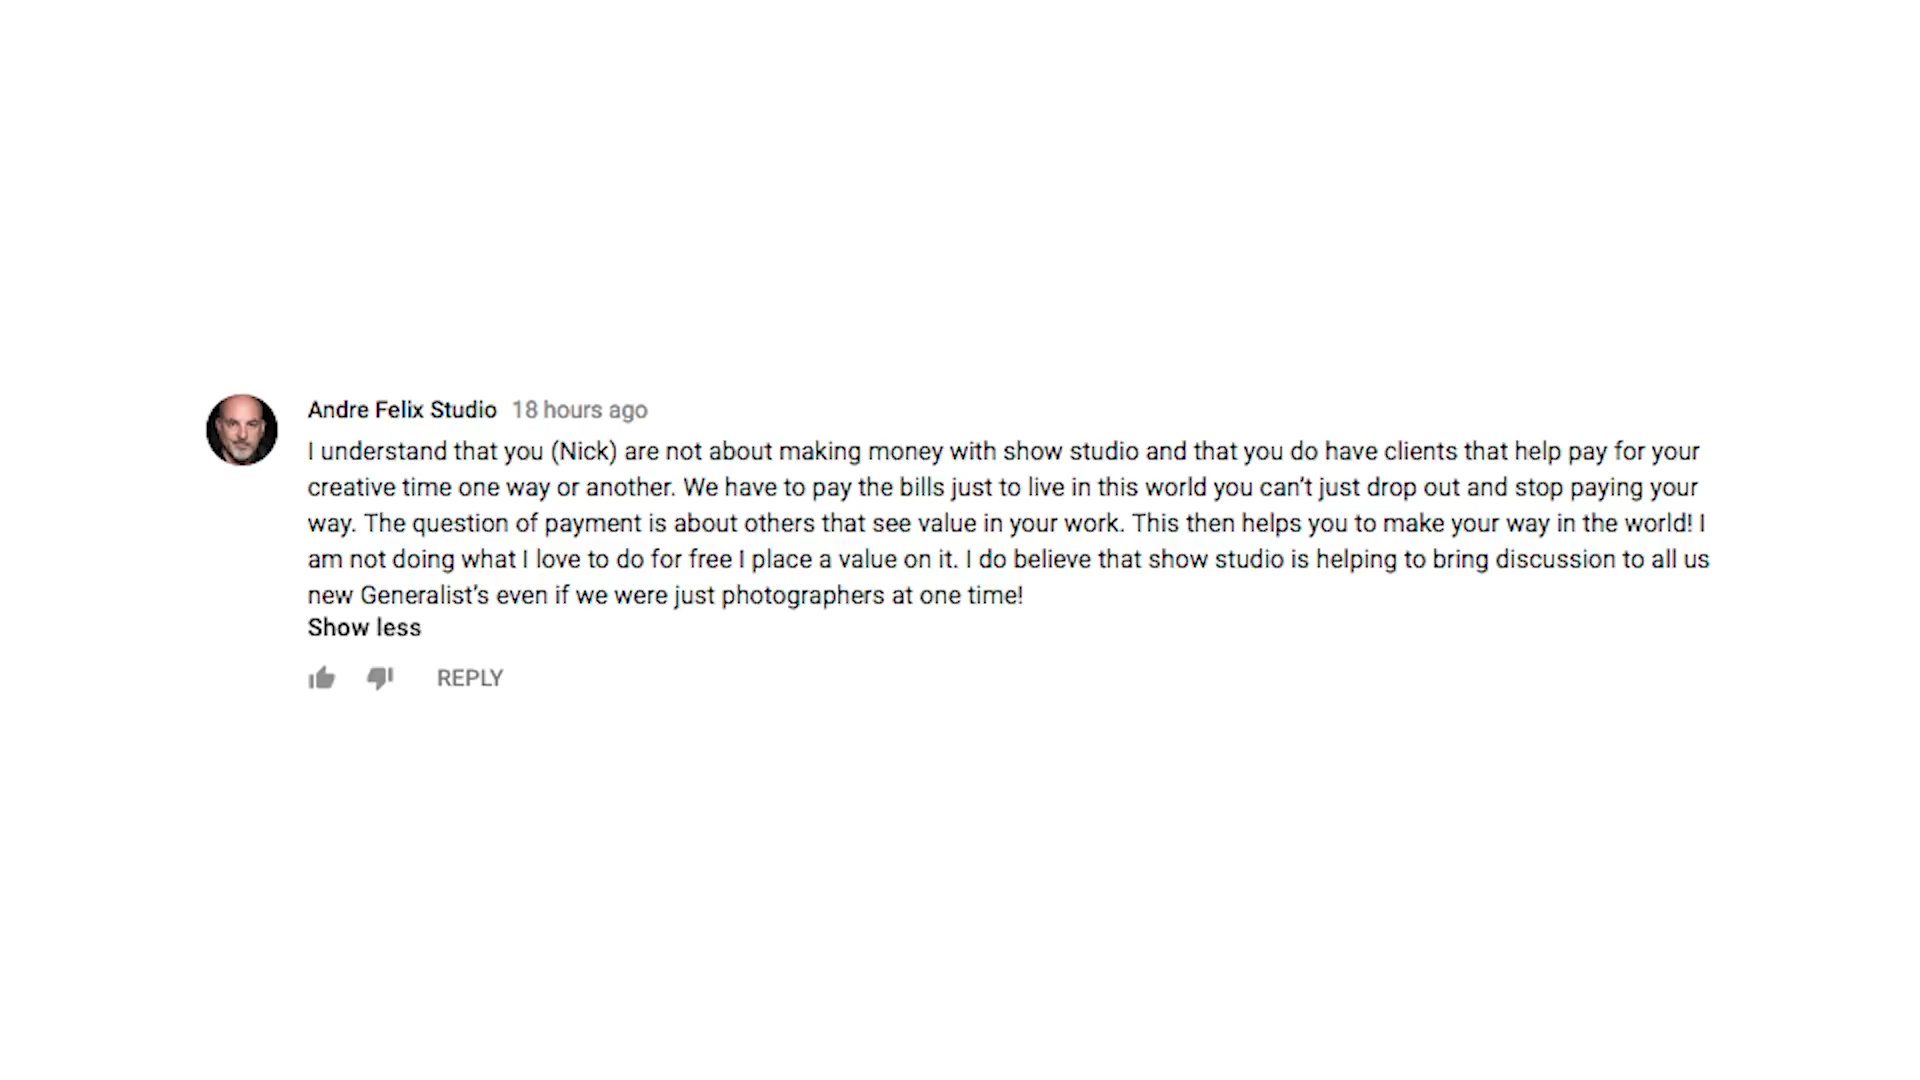 Andre Felix Studio 18 hours ago
I understand that you (Nick) are not about making money with show studio and that you do have clients that help pay for your
creative time one way or another. We have to pay the bills just to live in this world you can’t just drop out and stop paying your
way. The question of payment is about others that see value in your work. This then helps you to make your way in the world! I
am not doing what I love to do for free I place a value on it. I do believe that show studio is helping to bring discussion to all us
new Generalist’s even if we were just photographers at one time!
Show less
REPLY